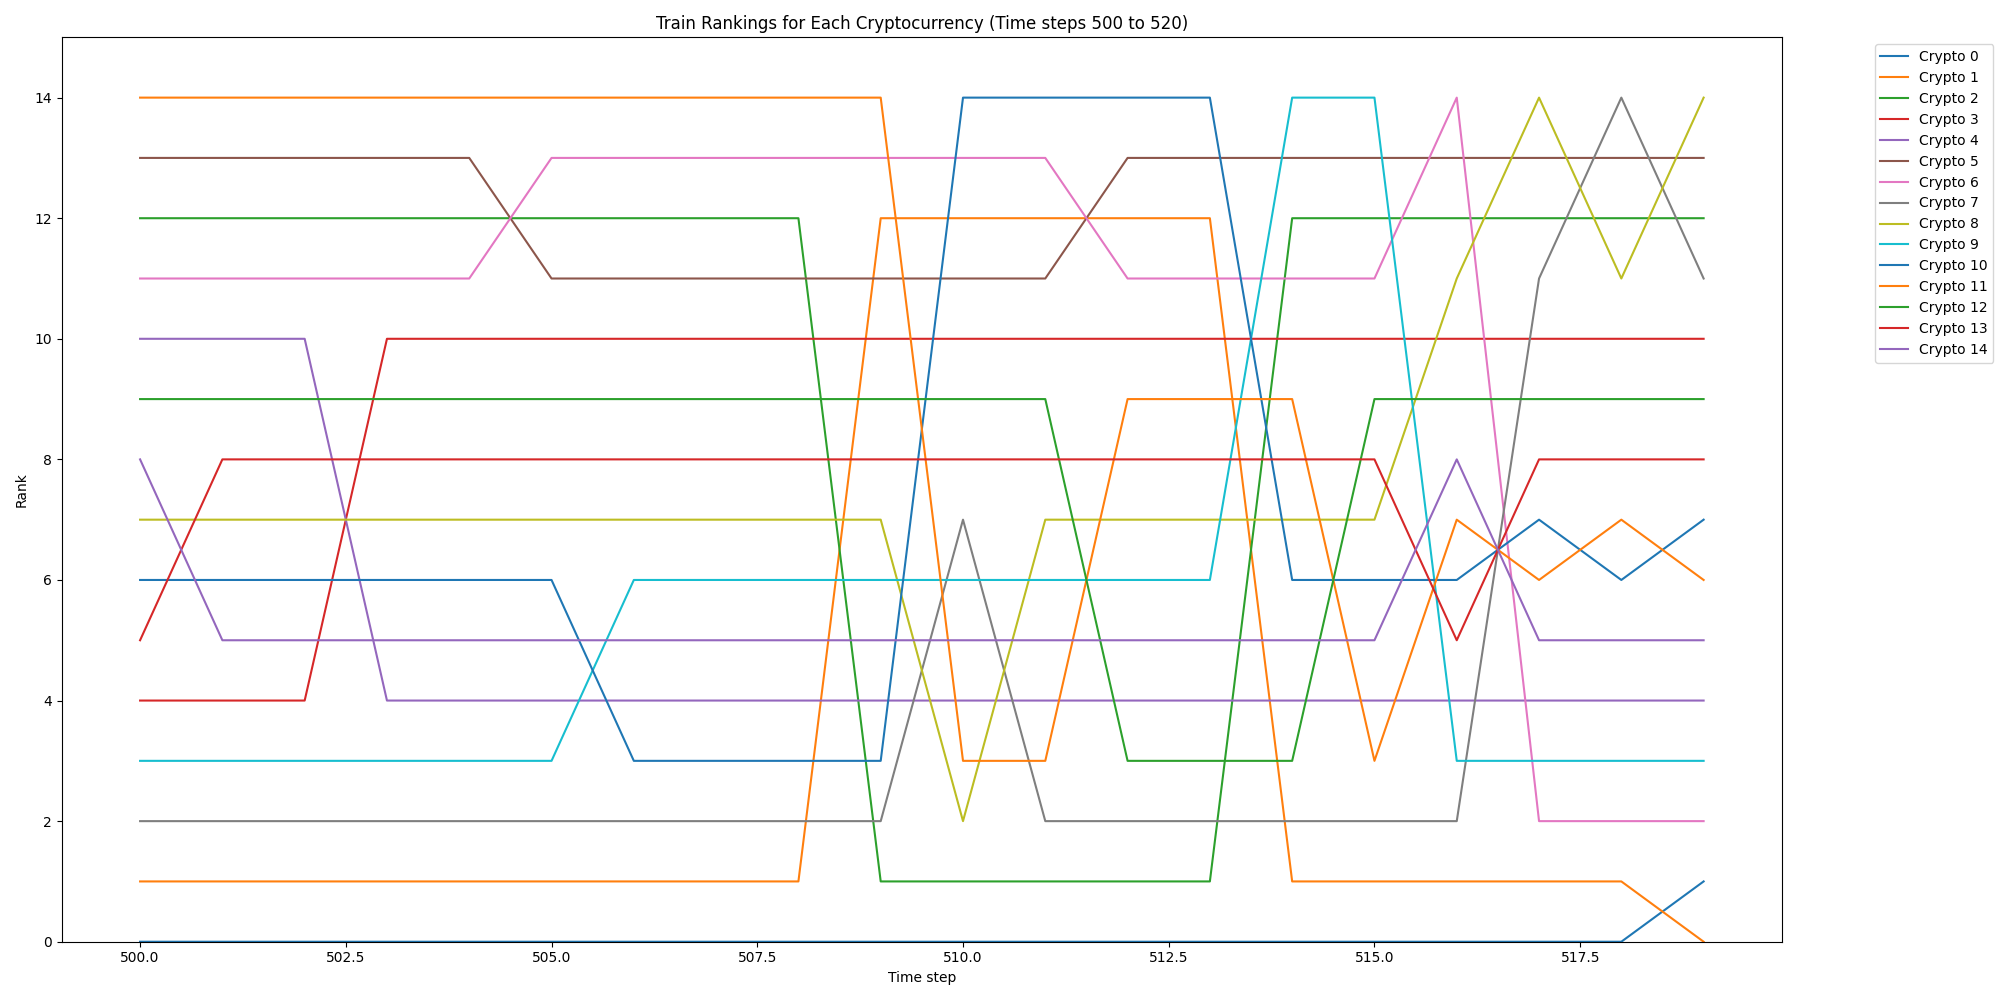 Train Rankings for Each Cryptocurrency (Time steps 500 to 520)
Rank
14
12
10
8
6
4
2
0
500.0
502.5
505.0
507.5
510.0
512.5
515.0
517.5
Time step
Crypto 0
Crypto 1
Crypto 2
Crypto 3
Crypto 4
Crypto 5
Crypto 6
Crypto 7
Crypto 8
Crypto 9
Crypto 10
Crypto 11
Crypto 12
Crypto 13
Crypto 14